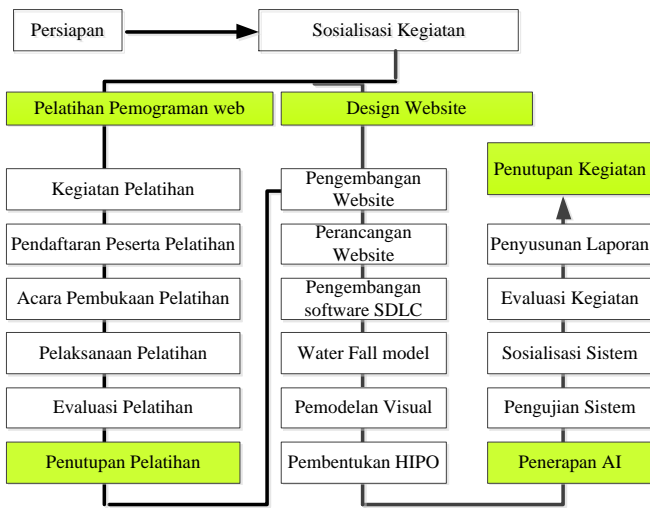 Persiapan
Sosialisasi Kegiatan
Pelatihan Pemograman web
Kegiatan Pelatihan
Pendaftaran Peserta Pelatihan
Acara Pembukaan Pelatihan
Pelaksanaan Pelatihan
Evaluasi Pelatihan
Penutupan Pelatihan
Design Website
Pengembangan
Website
Perancangan
Website
Pengembangan
software SDLC
Water Fall model
Pemodelan Visual
Pembentukan HIPO
Penutupan Kegiatan
Penyusunan Laporan
Evaluasi Kegiatan
Sosialisasi Sistem
Pengujian Sistem
Penerapan AI